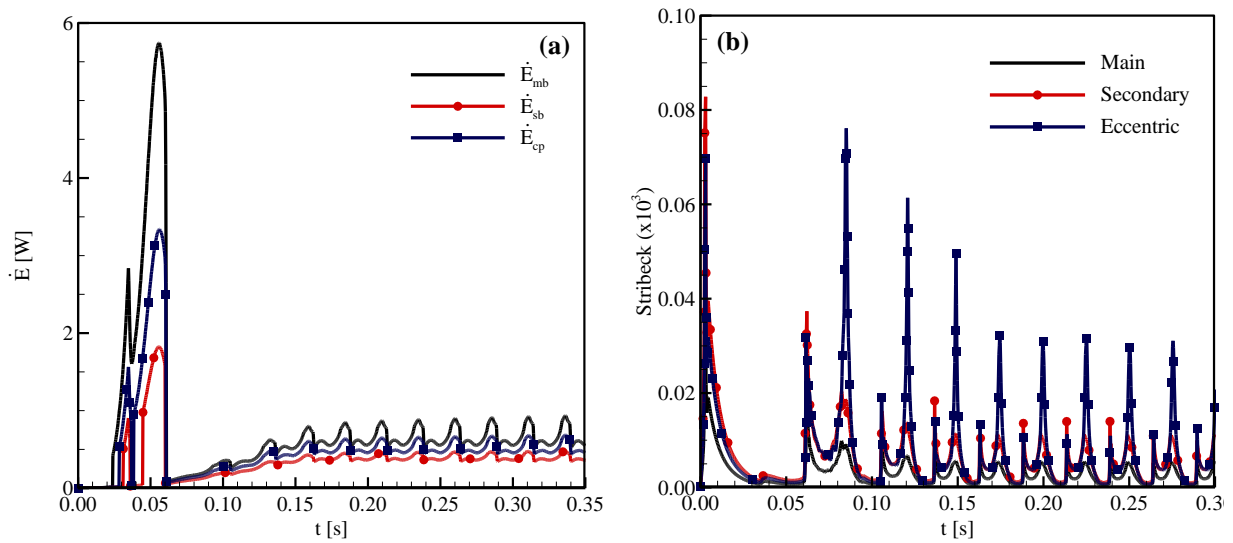 6
4
2
0
0.00 0.05 0.10 0.15 0.20 0.25 0.30 0.35
t [s]
Ė [W]
(a)
Ė_mb
Ė_sb
Ė_cp
0.10
0.08
0.06
0.04
0.02
0.00
0.00 0.05 0.10 0.15 0.20 0.25 0.30
t [s]
Stribeck (x10³)
(b)
Main
Secondary
Eccentric